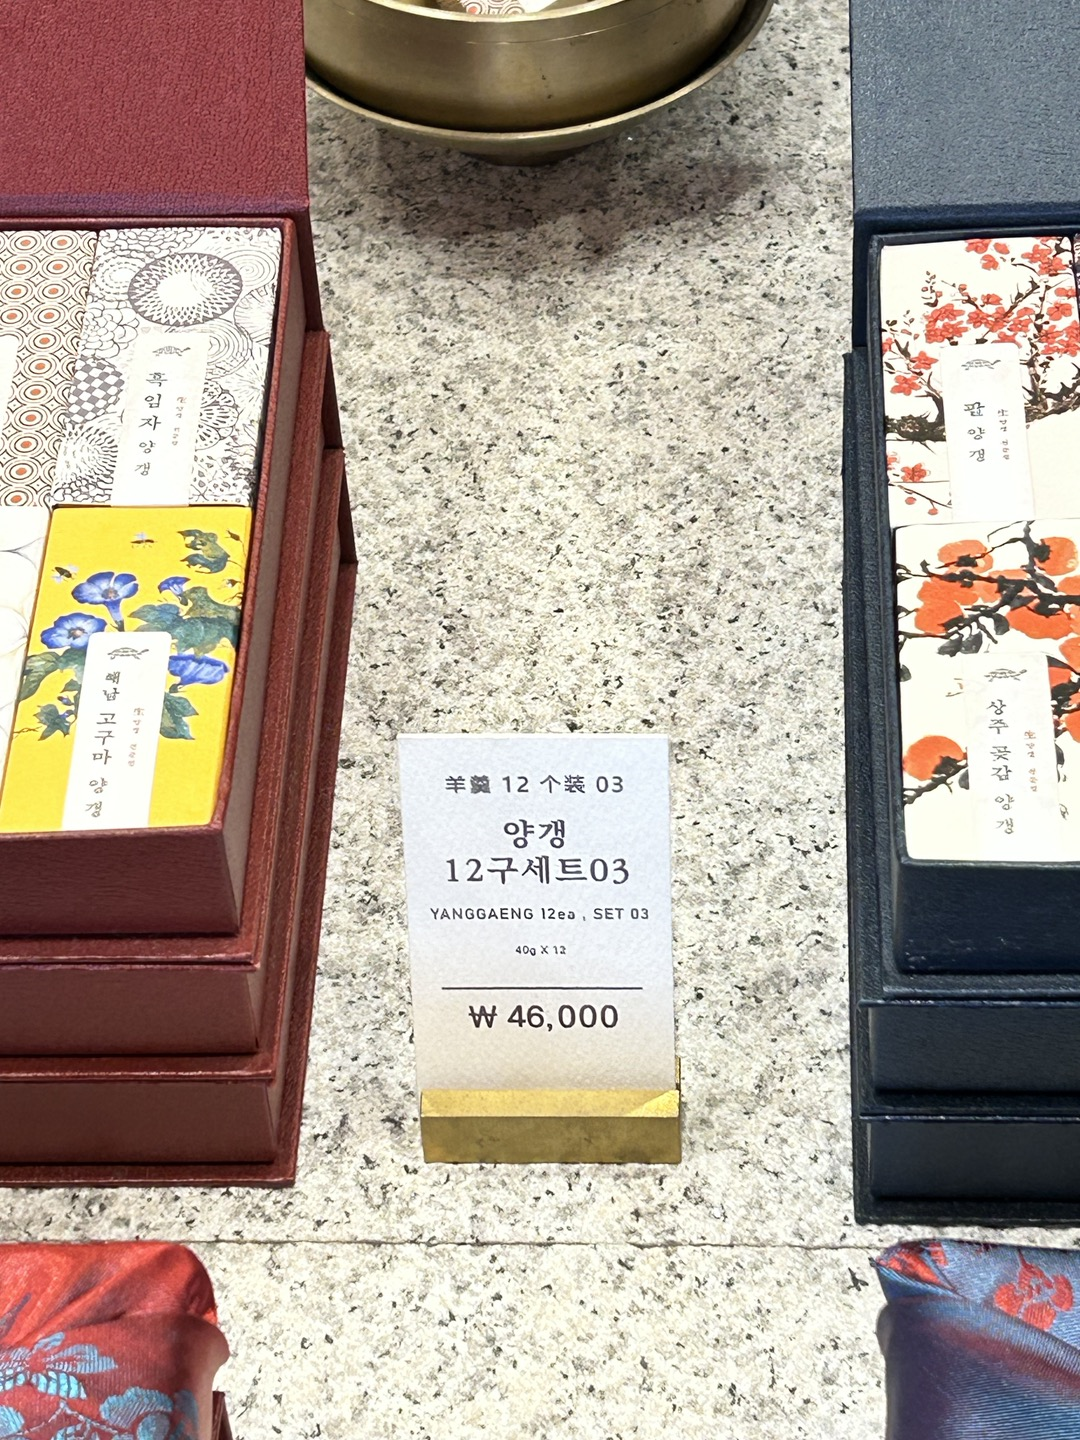 흑임자양갱
해남 고구마양갱
팥양갱
상주곶감양갱
羊羹 12 个装 03
양갱
12구세트03
YANGGAENG 12ea , SET 03
40g X 12
₩ 46,000